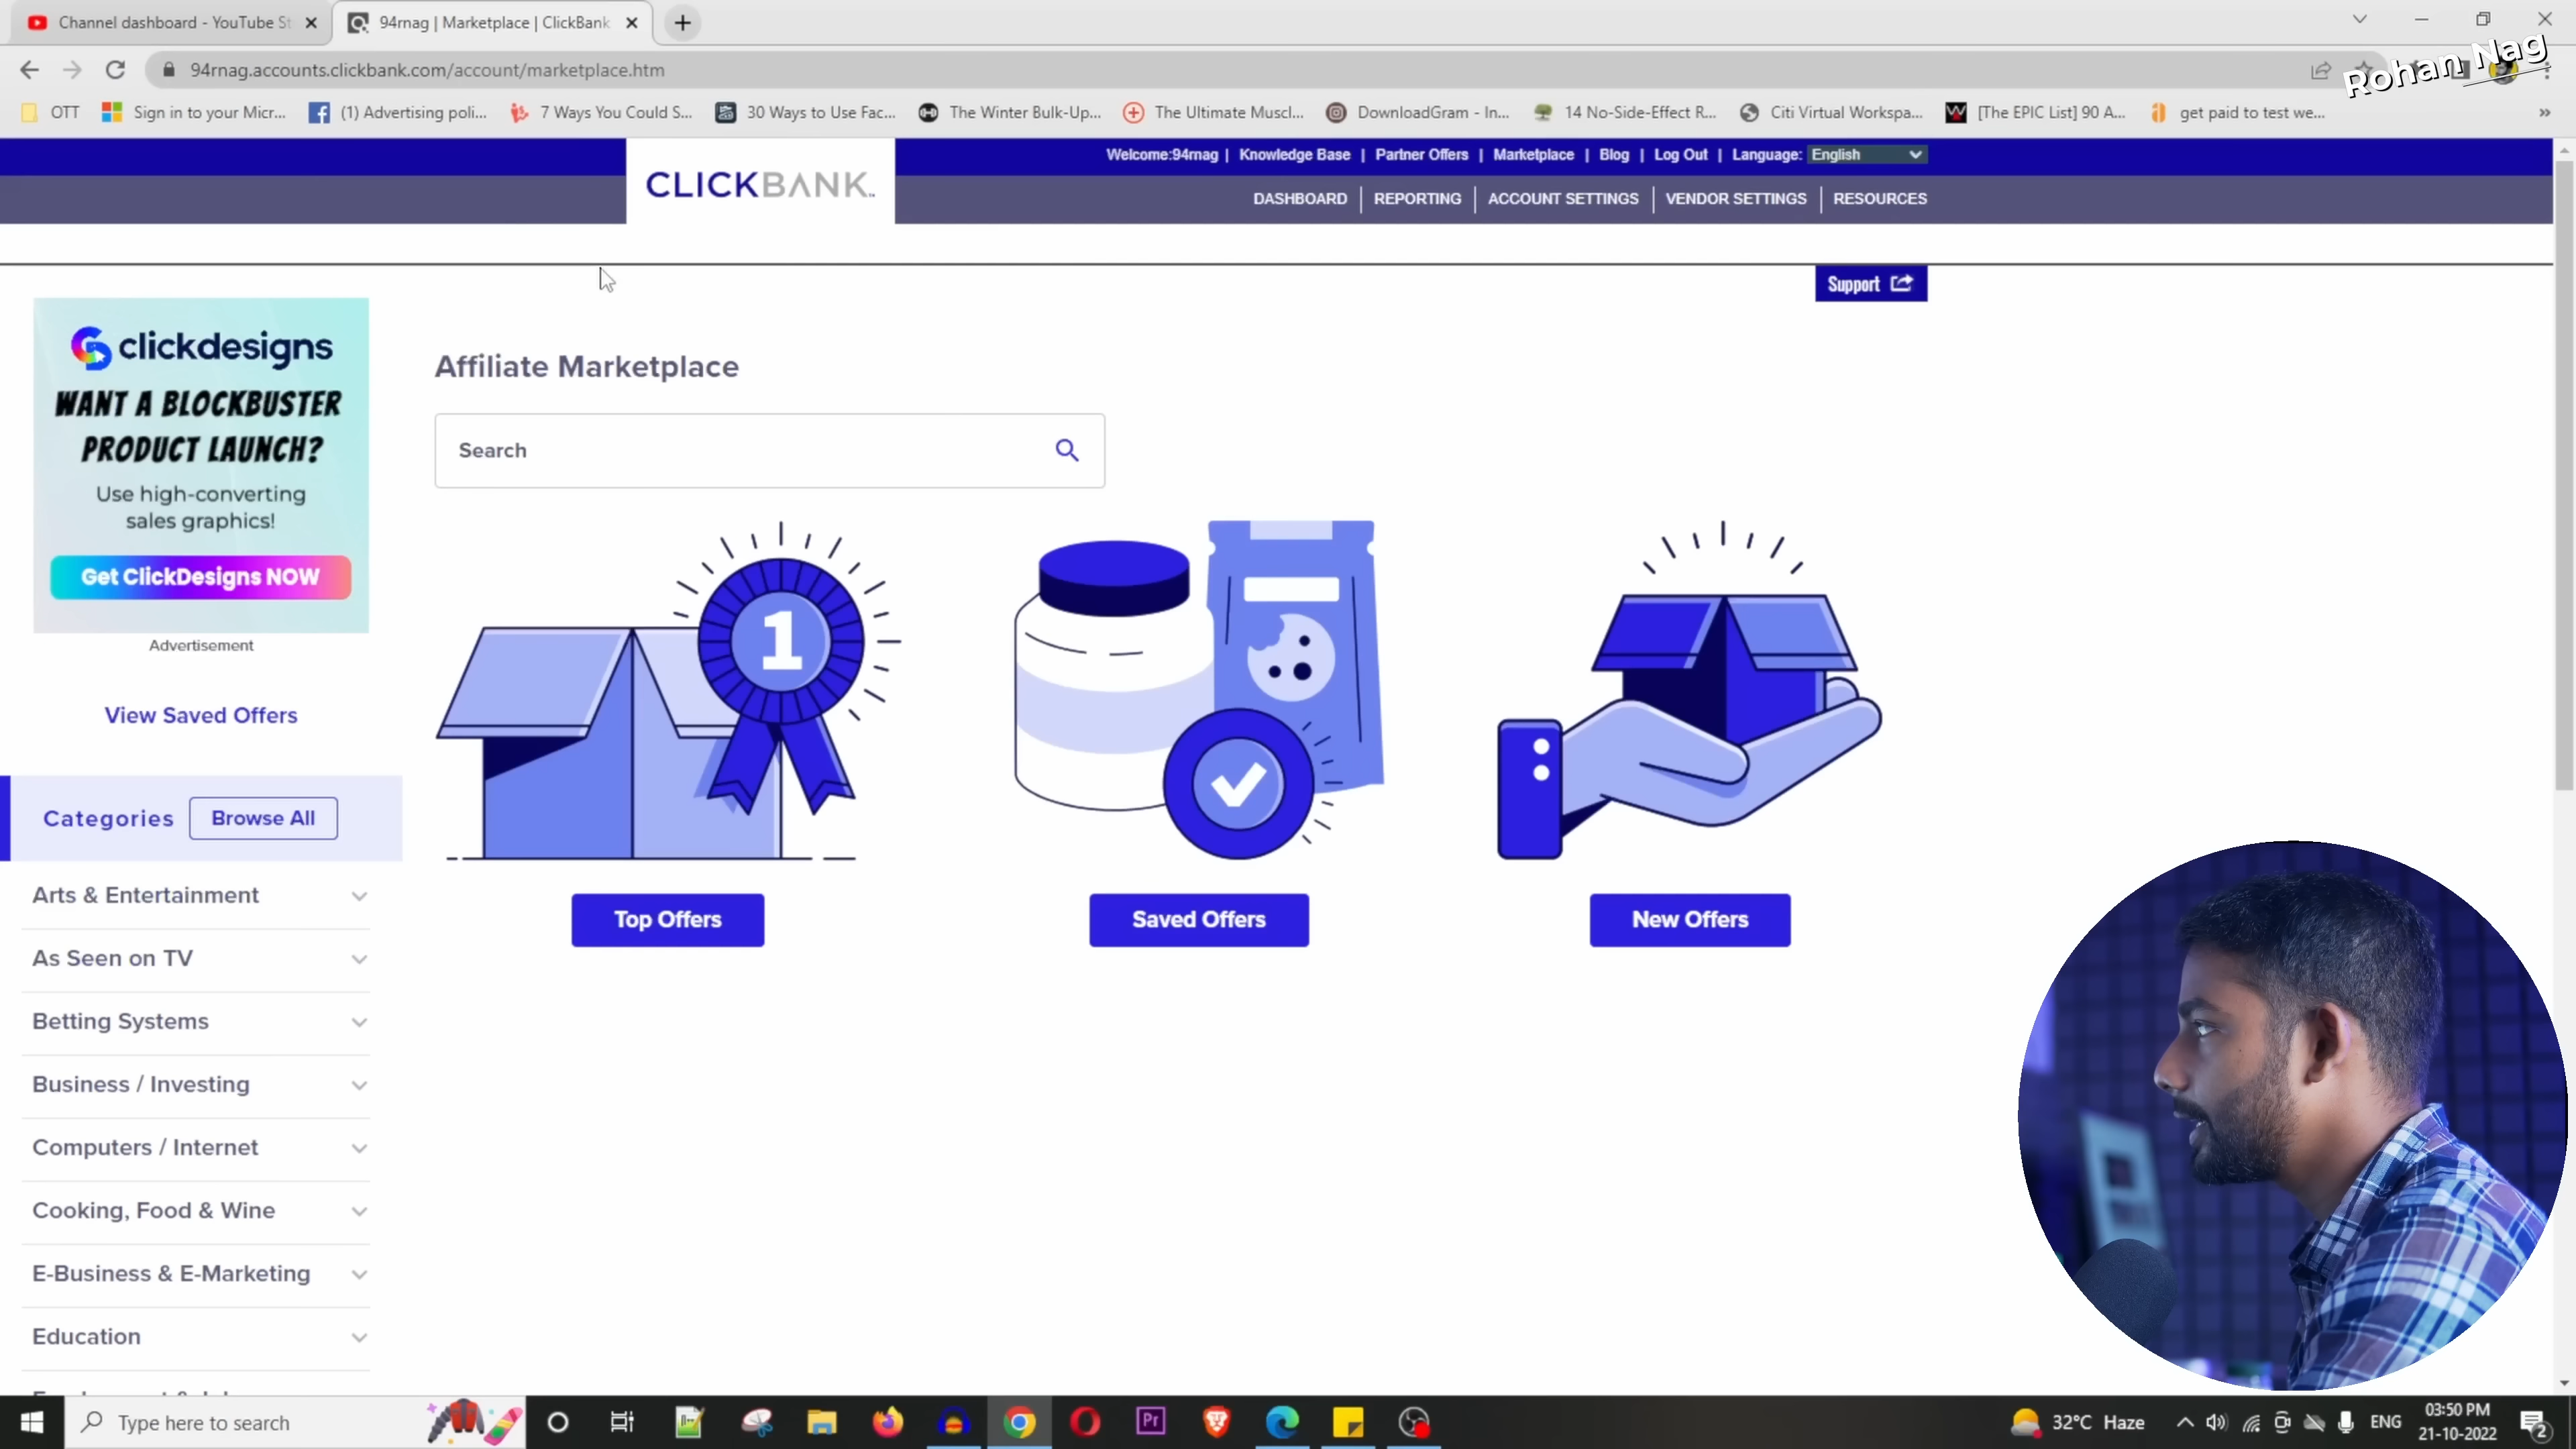 Channel dashboard - YouTube St
94rnag | Marketplace | ClickBank
94rnag.accounts.clickbank.com/account/marketplace.htm
Rohan Nag
OTT
Sign in to your Micr...
(1) Advertising poli...
7 Ways You Could S...
30 Ways to Use Fac...
The Winter Bulk-Up...
The Ultimate Muscl...
DownloadGram - In...
14 No-Side-Effect R...
Citi Virtual Workspa...
[The EPIC List] 90 A...
get paid to test we...
CLICKBANK
Welcome:94rnag | Knowledge Base | Partner Offers | Marketplace | Blog | Log Out | Language: English
DASHBOARD | REPORTING | ACCOUNT SETTINGS | VENDOR SETTINGS | RESOURCES
Support
clickdesigns
WANT A BLOCKBUSTER
PRODUCT LAUNCH?
Use high-converting
sales graphics!
Get ClickDesigns NOW
Advertisement
View Saved Offers
Categories
Browse All
Arts & Entertainment
As Seen on TV
Betting Systems
Business / Investing
Computers / Internet
Cooking, Food & Wine
E-Business & E-Marketing
Education
Affiliate Marketplace
Search
1
Top Offers
Saved Offers
New Offers
Type here to search
Pr
32°C Haze
ENG
03:50 PM
21-10-2022
2